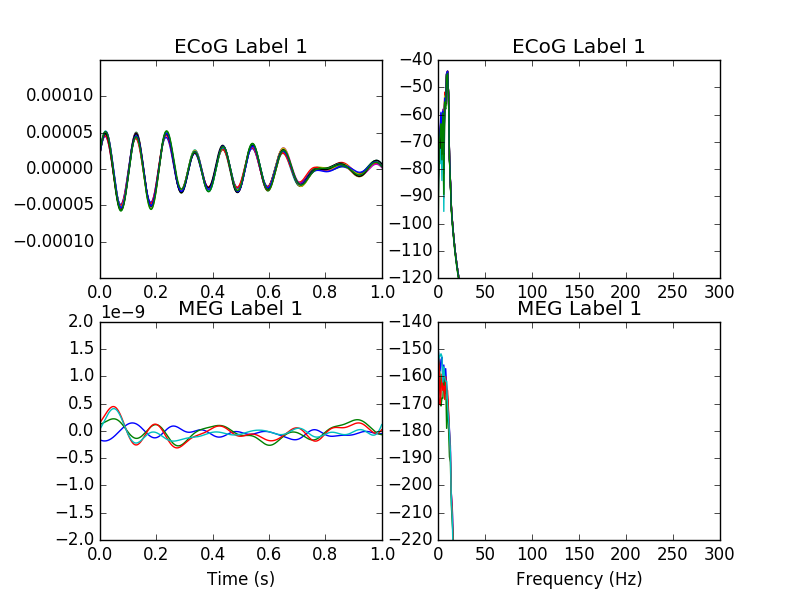 ECoG Label 1
0.00010
0.00005
0.00000
−0.00005
−0.00010
0.0 0.2 0.4 0.6 0.8 1.0
ECoG Label 1
−40
−50
−60
−70
−80
−90
−100
−110
−120
0 50 100 150 200 250 300
1e−9
MEG Label 1
2.0
1.5
1.0
0.5
0.0
−0.5
−1.0
−1.5
−2.0
0.0 0.2 0.4 0.6 0.8 1.0
Time (s)
MEG Label 1
−140
−150
−160
−170
−180
−190
−200
−210
−220
0 50 100 150 200 250 300
Frequency (Hz)